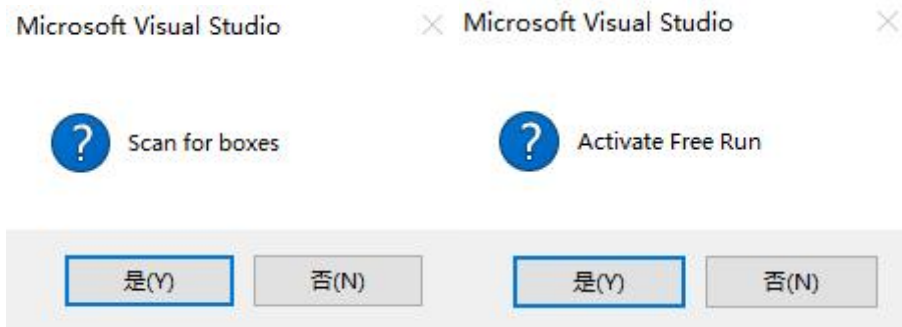 Microsoft Visual Studio
Scan for boxes
是(Y)
否(N)
Microsoft Visual Studio
Activate Free Run
是(Y)
否(N)